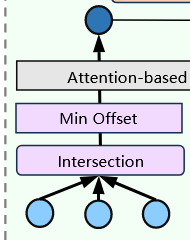 Attention-based
Min Offset
Intersection